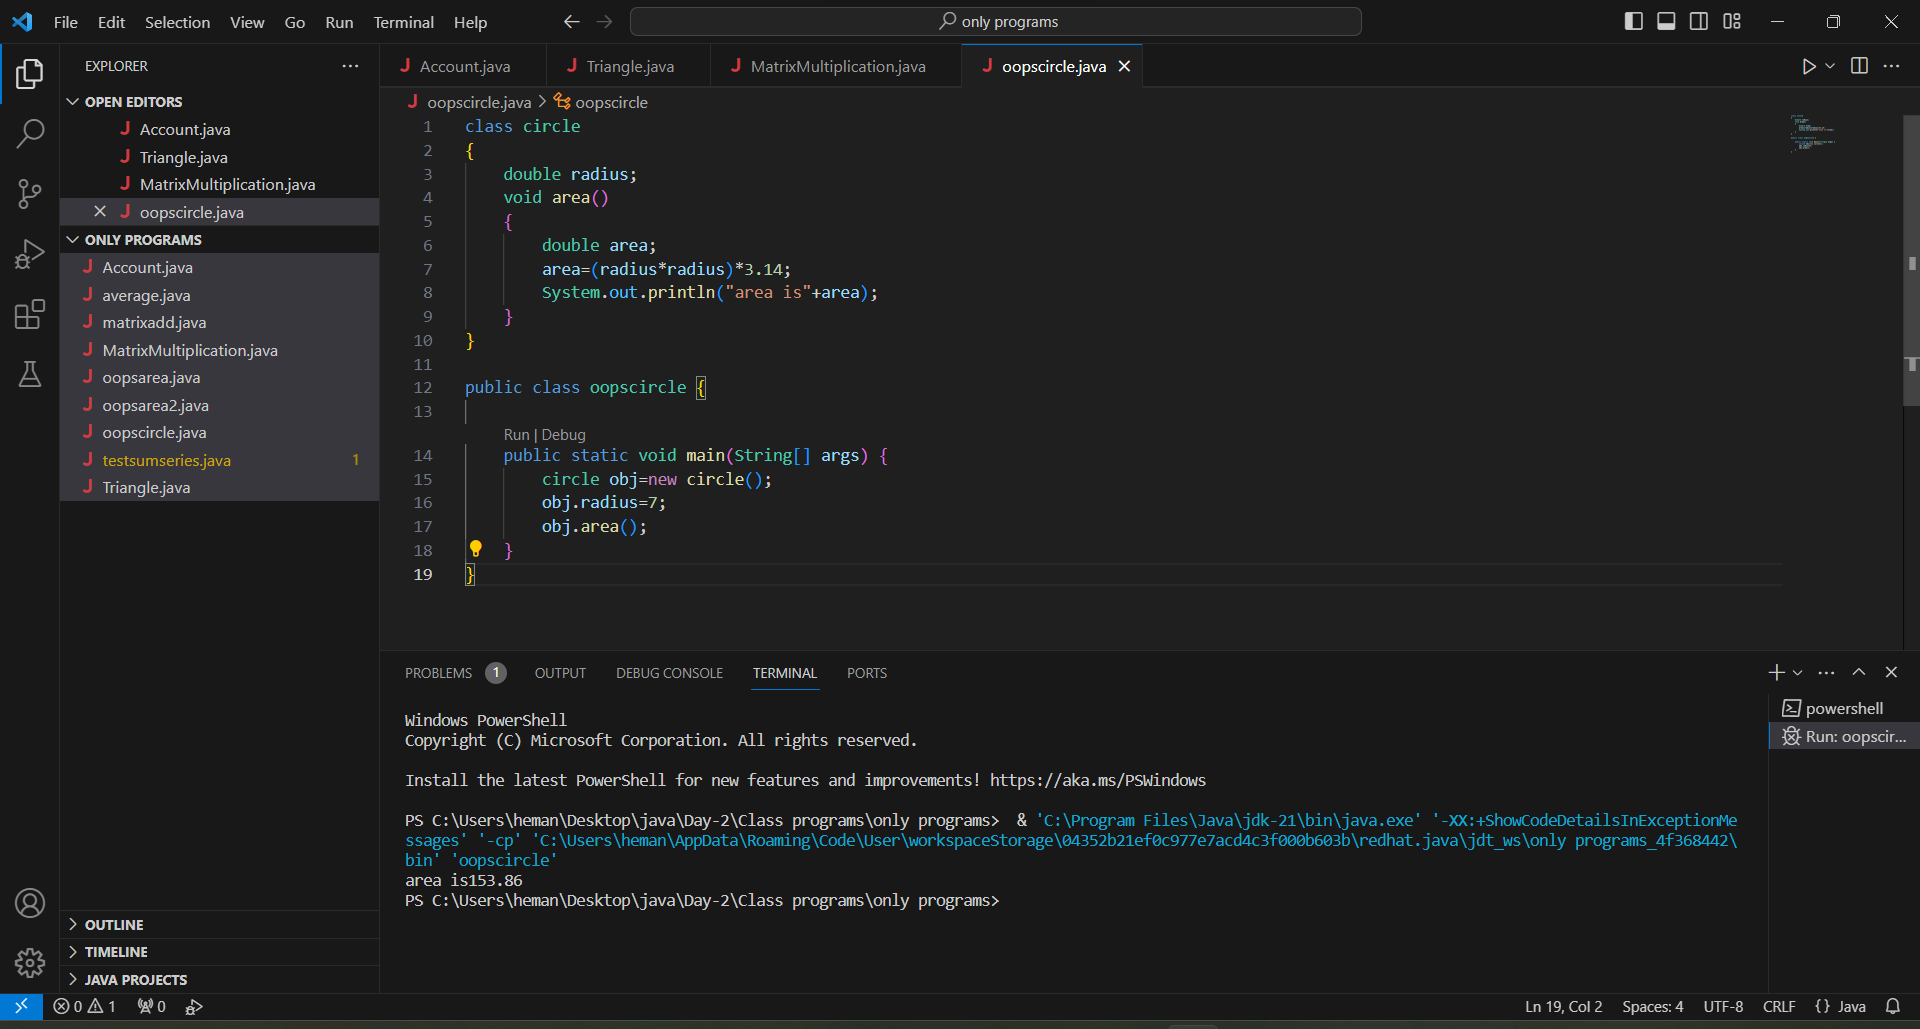 File Edit Selection View Go Run Terminal Help
only programs
EXPLORER
OPEN EDITORS
Account.java
Triangle.java
MatrixMultiplication.java
oopscircle.java
ONLY PROGRAMS
Account.java
average.java
matrixadd.java
MatrixMultiplication.java
oopsarea.java
oopsarea2.java
oopscircle.java
testsumseries.java 1
Triangle.java
OUTLINE
TIMELINE
JAVA PROJECTS
Account.java Triangle.java MatrixMultiplication.java oopscircle.java
oopscircle.java > oopscircle
1 class circle
2 {
3 double radius;
4 void area()
5 {
6 double area;
7 area=(radius*radius)*3.14;
8 System.out.println("area is"+area);
9 }
10 }
11
12 public class oopscircle {
13
Run | Debug
14 public static void main(String[] args) {
15 circle obj=new circle();
16 obj.radius=7;
17 obj.area();
18 }
19 }
PROBLEMS 1 OUTPUT DEBUG CONSOLE TERMINAL PORTS
Windows PowerShell
Copyright (C) Microsoft Corporation. All rights reserved.
Install the latest PowerShell for new features and improvements! https://aka.ms/PSWindows
PS C:\Users\heman\Desktop\java\Day-2\Class programs\only programs>  & 'C:\Program Files\Java\jdk-21\bin\java.exe' '-XX:+ShowCodeDetailsInExceptionMe
ssages' '-cp' 'C:\Users\heman\AppData\Roaming\Code\User\workspaceStorage\04352b21ef0c977e7acd4c3f000b603b\redhat.java\jdt_ws\only programs_4f368442\
bin' 'oopscircle'
area is153.86
PS C:\Users\heman\Desktop\java\Day-2\Class programs\only programs>
powershell
Run: oopscir...
0 1 0 Ln 19, Col 2 Spaces: 4 UTF-8 CRLF {} Java